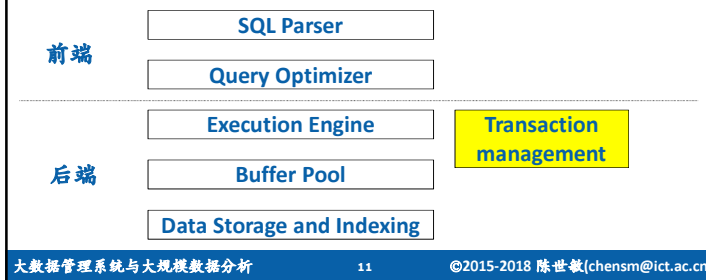 前端
SQL Parser
Query Optimizer
后端
Execution Engine
Buffer Pool
Data Storage and Indexing
Transaction
management
大数据管理系统与大规模数据分析
11
©2015-2018 陈世敏(chensm@ict.ac.cn